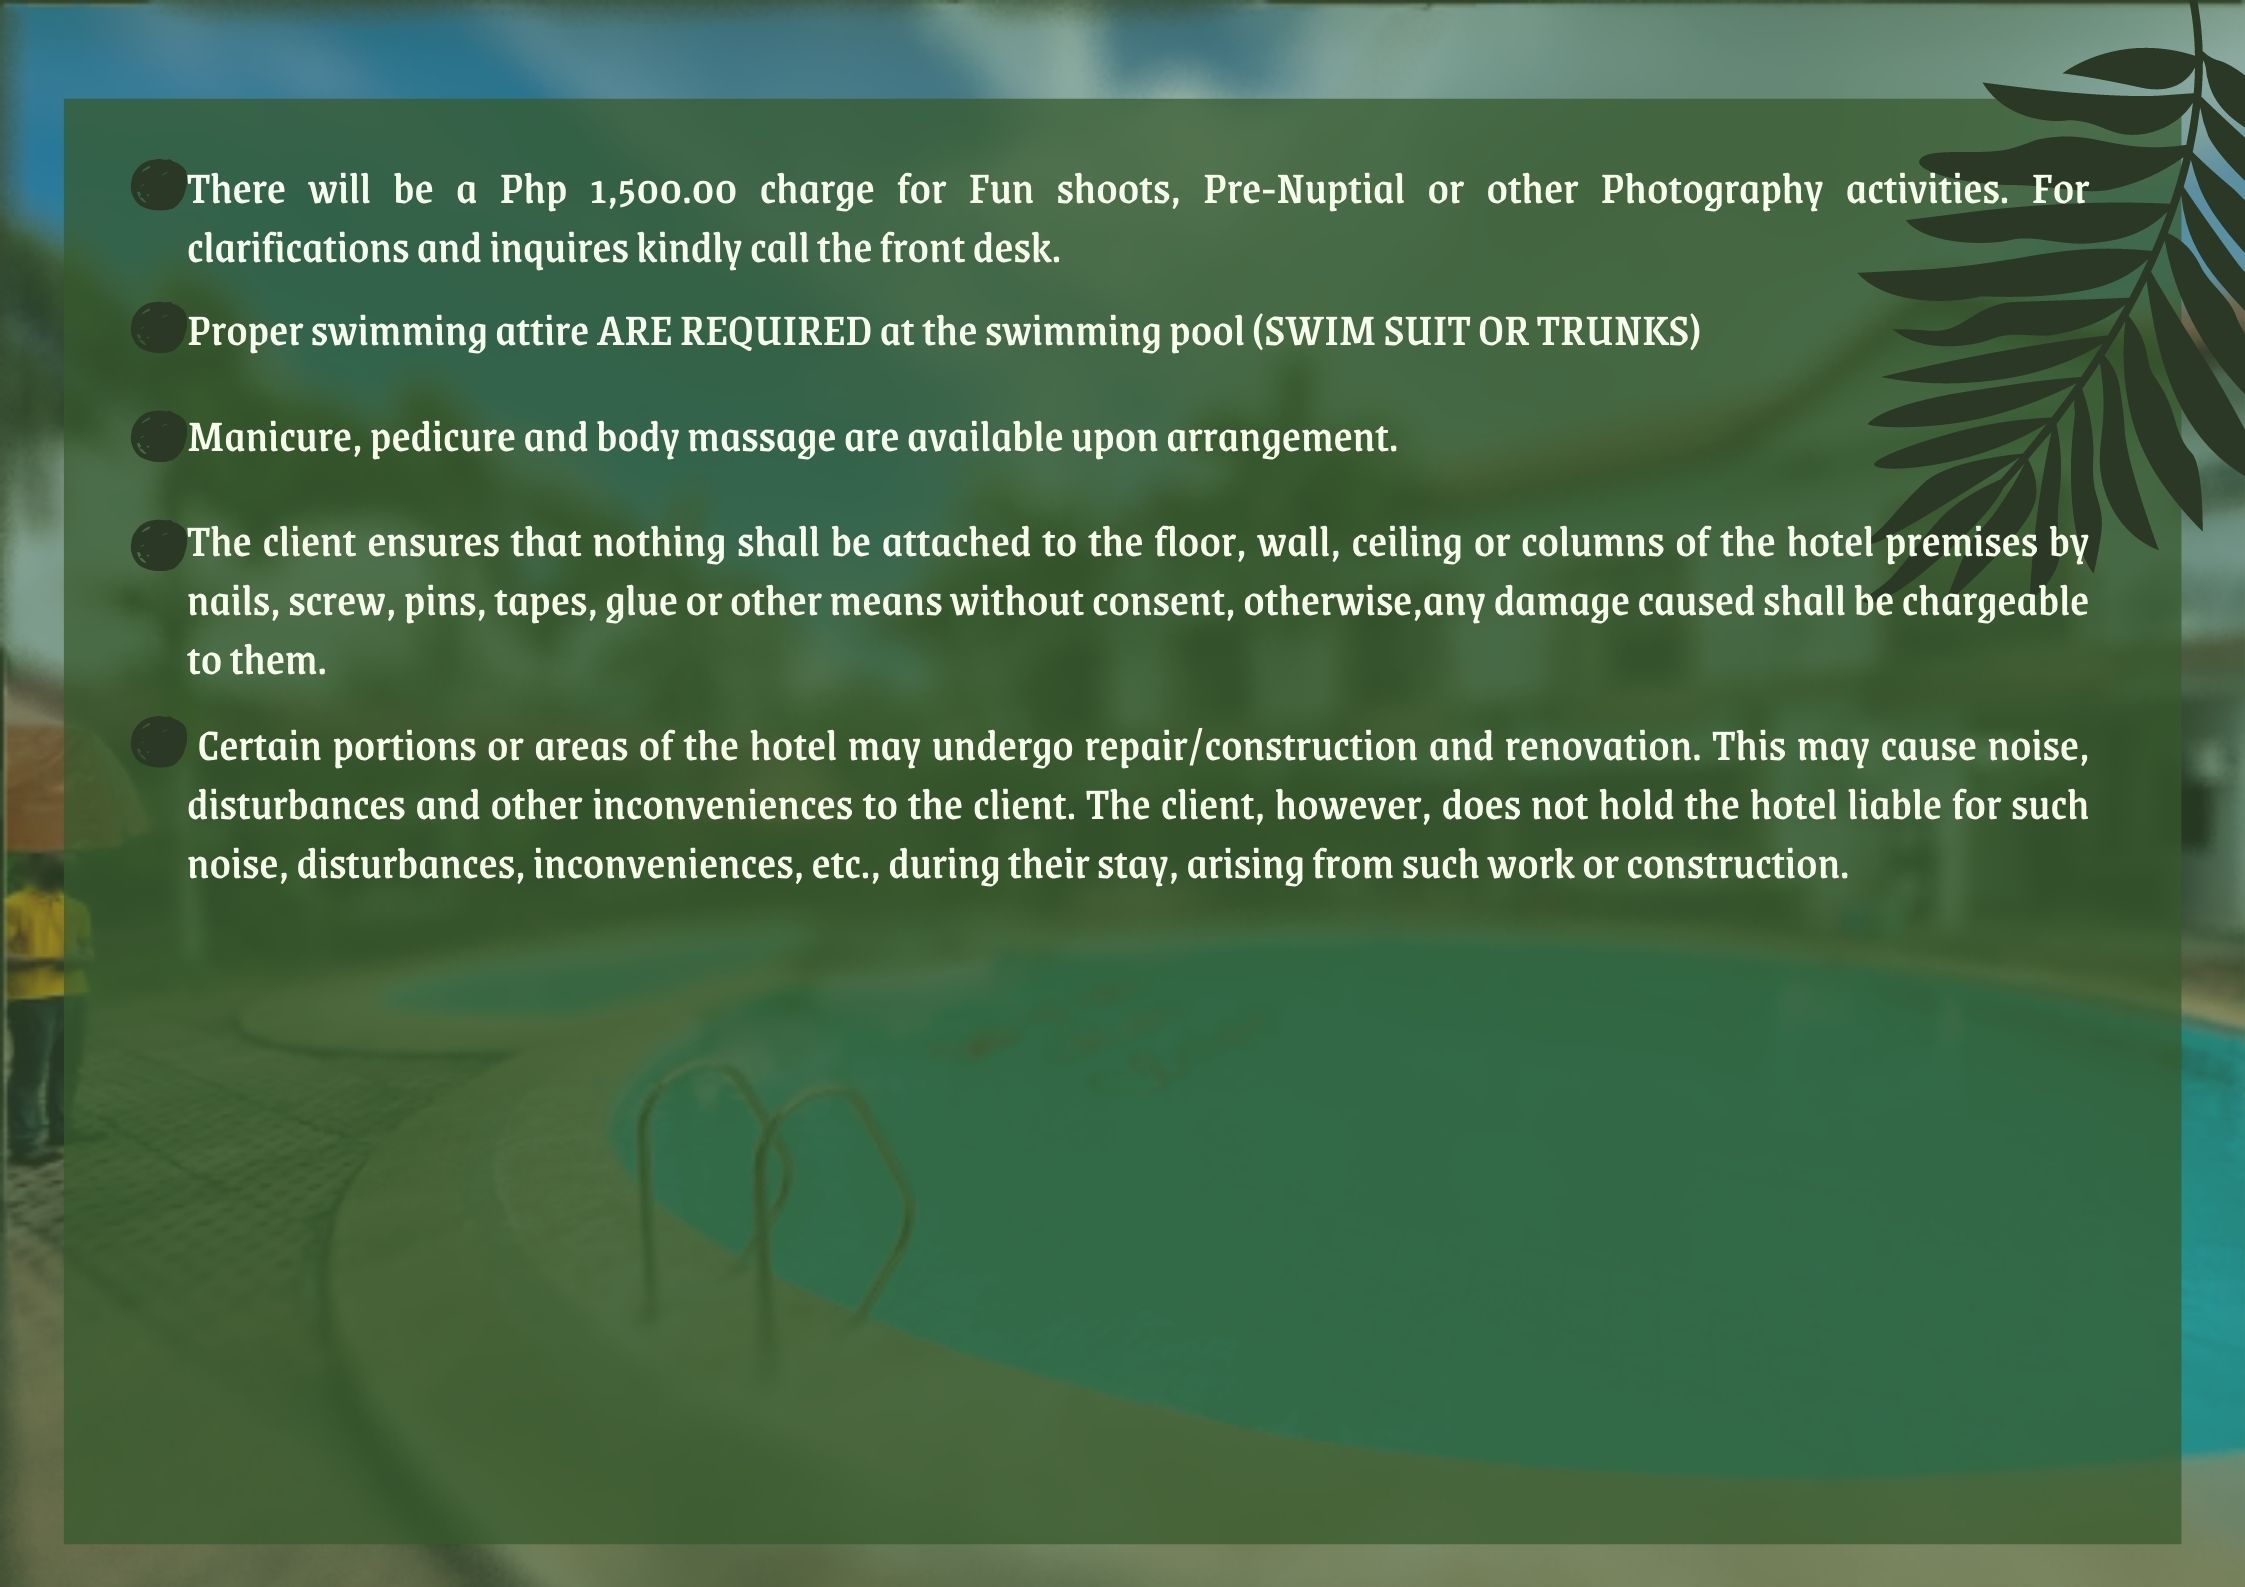 There will be a Php 1,500.00 charge for Fun shoots, Pre-Nuptial or other Photography activities. For
clarifications and inquires kindly call the front desk.
Proper swimming attire ARE REQUIRED at the swimming pool (SWIM SUIT OR TRUNKS)
Manicure, pedicure and body massage are available upon arrangement.
The client ensures that nothing shall be attached to the floor, wall, ceiling or columns of the hotel premises by
nails, screw, pins, tapes, glue or other means without consent, otherwise,any damage caused shall be chargeable
to them.
Certain portions or areas of the hotel may undergo repair/construction and renovation. This may cause noise,
disturbances and other inconveniences to the client. The client, however, does not hold the hotel liable for such
noise, disturbances, inconveniences, etc., during their stay, arising from such work or construction.